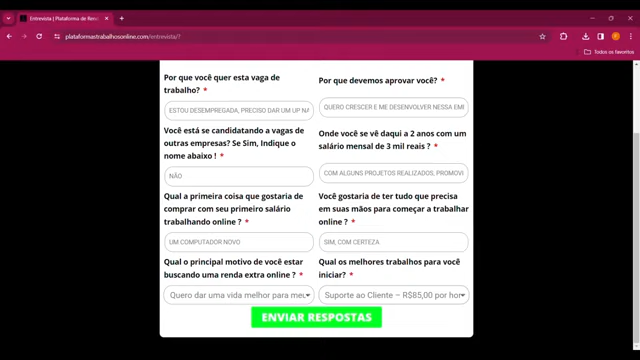 Entrevista | Plataforma de Reno
plataformastrabalhosonline.com/entrevista/?
Todos os favoritos
Por que você quer esta vaga de trabalho? *
Por que devemos aprovar você? *
ESTOU DESEMPREGADA, PRECISO DAR UM UP NA
QUERO CRESCER E ME DESENVOLVER NESSA EMI
Você está se candidatando a vagas de outras empresas? Se Sim, Indique o nome abaixo ! *
Onde você se vê daqui a 2 anos com um salário mensal de 3 mil reais ? *
NÃO
COM ALGUNS PROJETOS REALIZADOS, PROMOVI
Qual a primeira coisa que gostaria de comprar com seu primeiro salário trabalhando online ? *
Você gostaria de ter tudo que precisa em suas mãos para começar a trabalhar online ? *
UM COMPUTADOR NOVO
SIM, COM CERTEZA
Qual o principal motivo de você estar buscando uma renda extra online ? *
Qual os melhores trabalhos para você iniciar? *
Quero dar uma vida melhor para meu
Suporte ao Cliente – R$85,00 por hor
ENVIAR RESPOSTAS